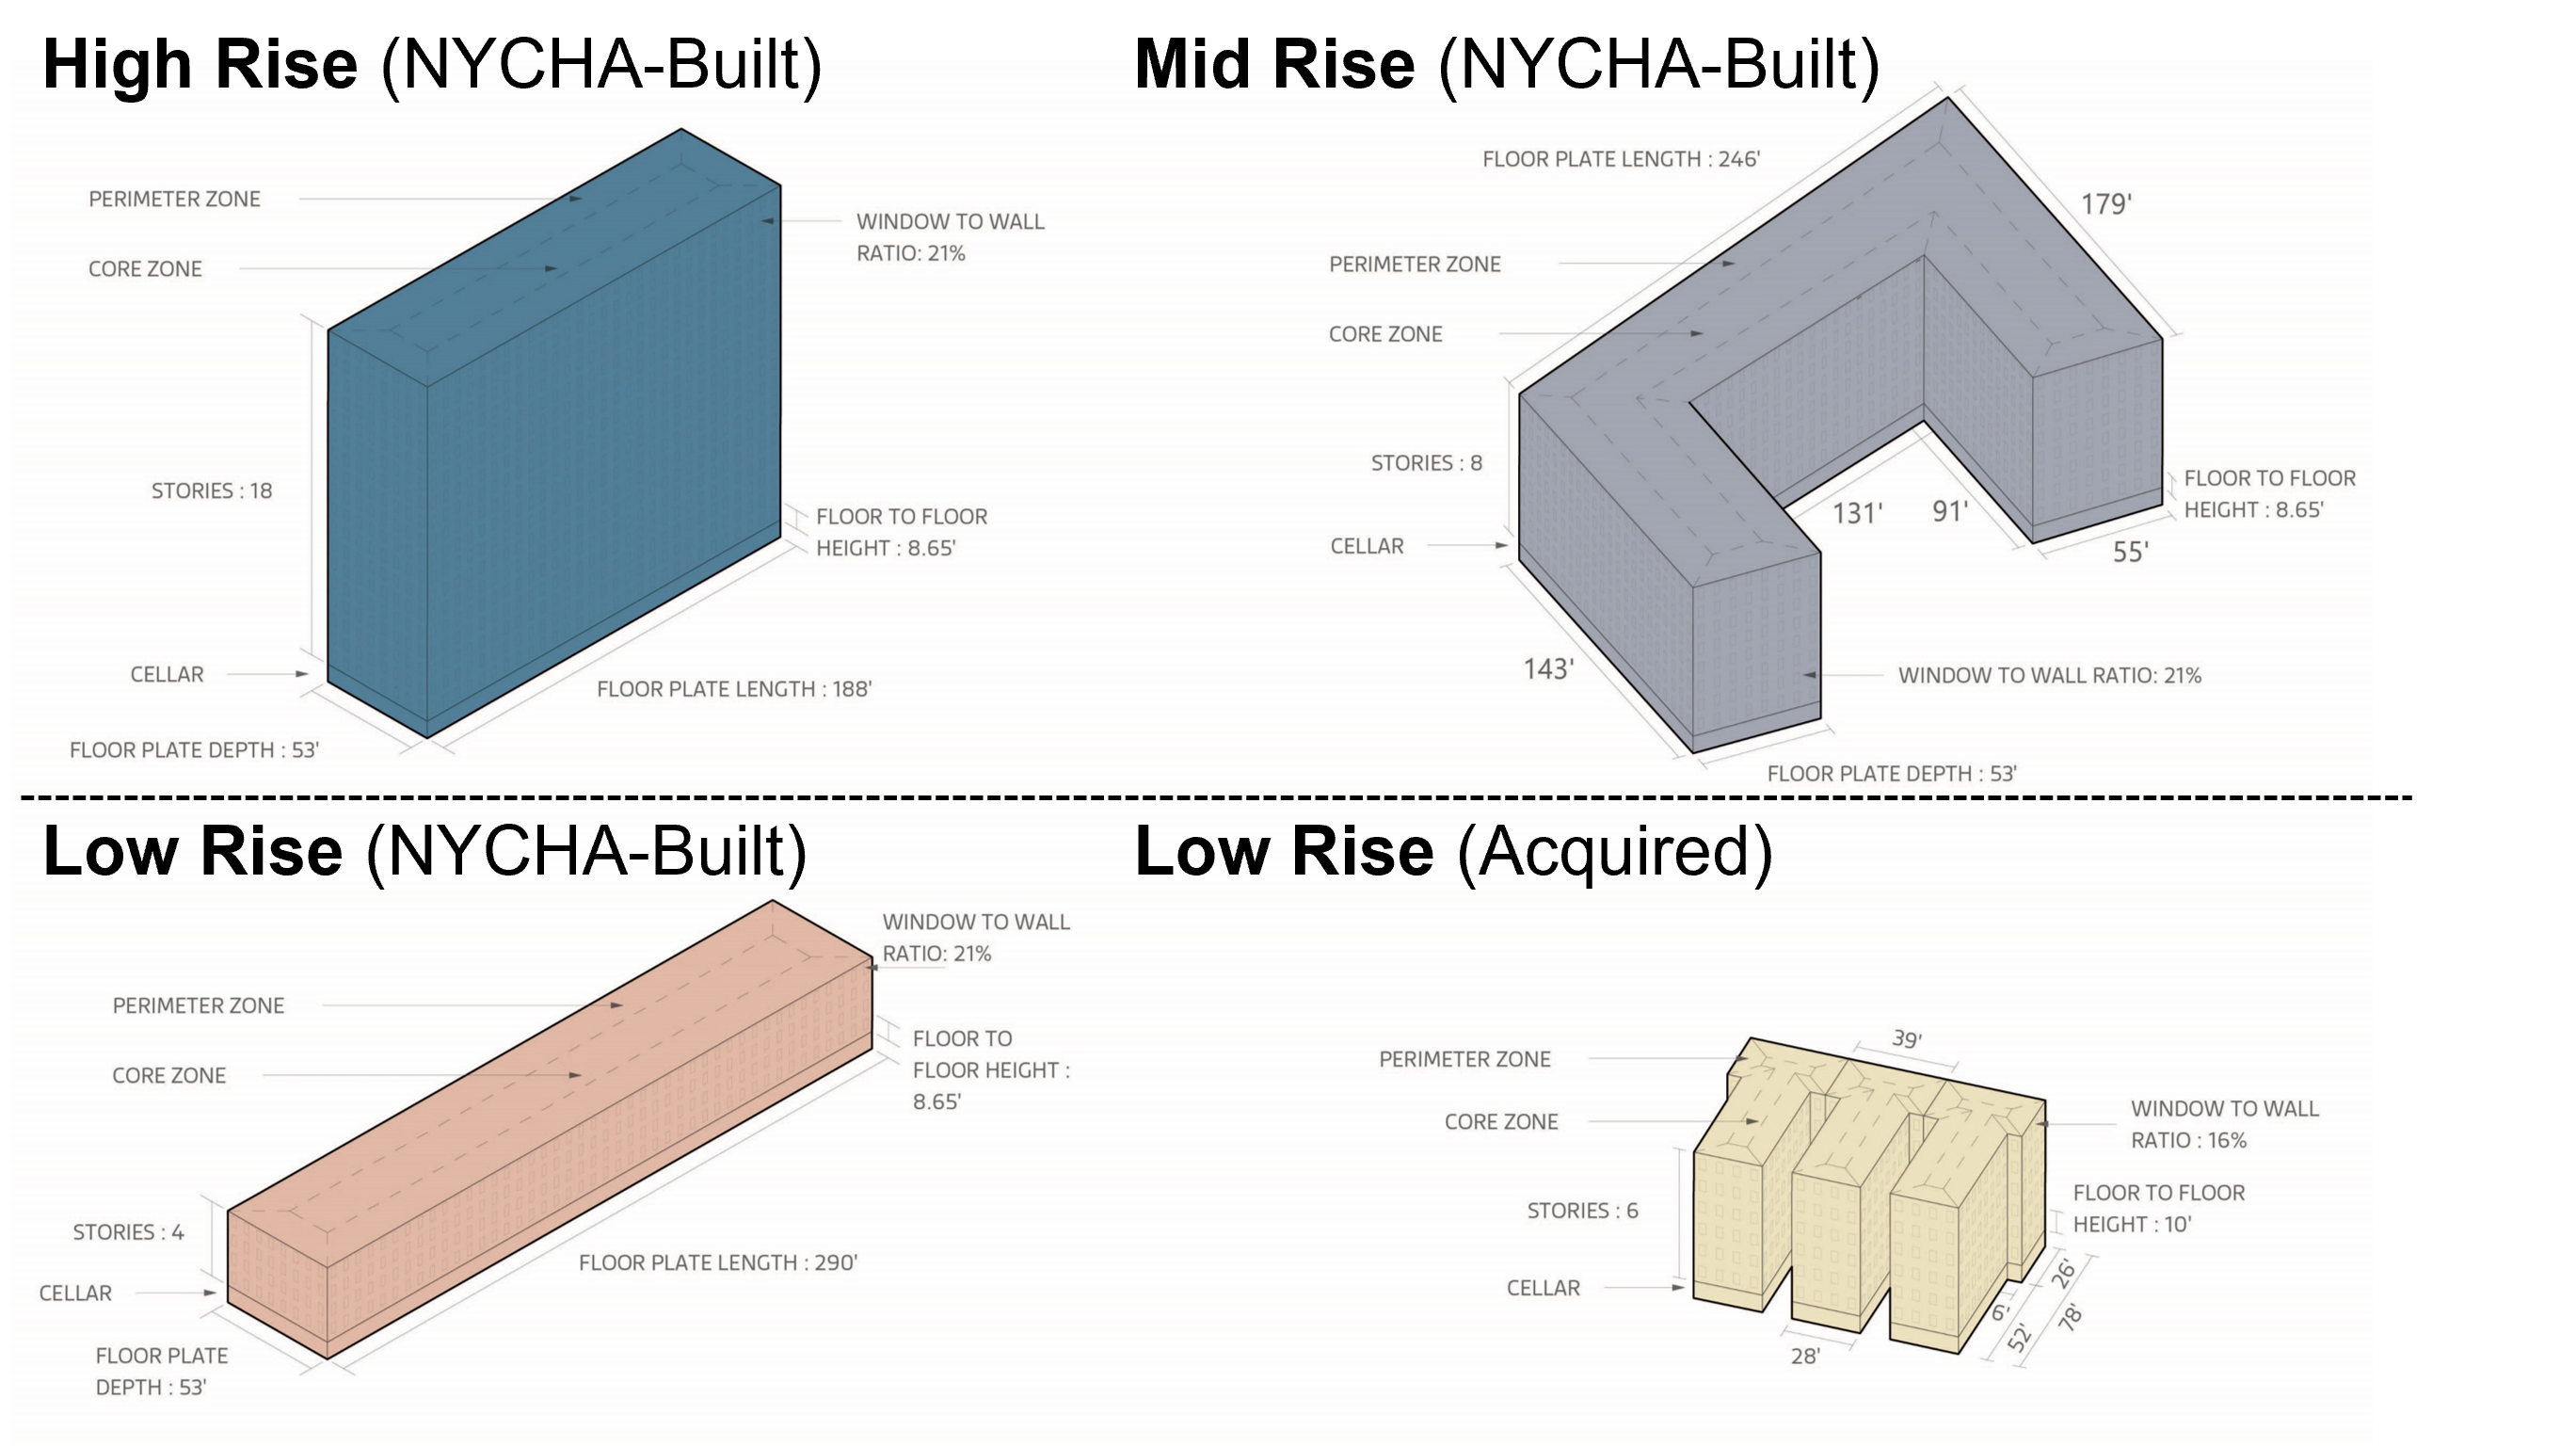 High Rise (NYCHA-Built)
PERIMETER ZONE
CORE ZONE
WINDOW TO WALL
RATIO: 21%
STORIES : 18
FLOOR TO FLOOR
HEIGHT : 8.65'
CELLAR
FLOOR PLATE LENGTH : 188'
FLOOR PLATE DEPTH : 53'
Mid Rise (NYCHA-Built)
FLOOR PLATE LENGTH : 246'
179'
PERIMETER ZONE
CORE ZONE
STORIES : 8
FLOOR TO FLOOR
HEIGHT : 8.65'
131'
91'
CELLAR
55'
143'
WINDOW TO WALL RATIO: 21%
FLOOR PLATE DEPTH : 53'
Low Rise (NYCHA-Built)
WINDOW TO WALL
RATIO: 21%
PERIMETER ZONE
FLOOR TO
FLOOR HEIGHT :
8.65'
CORE ZONE
STORIES : 4
FLOOR PLATE LENGTH : 290'
CELLAR
FLOOR PLATE
DEPTH : 53'
Low Rise (Acquired)
39'
PERIMETER ZONE
CORE ZONE
WINDOW TO WALL
RATIO : 16%
STORIES : 6
FLOOR TO FLOOR
HEIGHT : 10'
CELLAR
26'
6'
52'
78'
28'